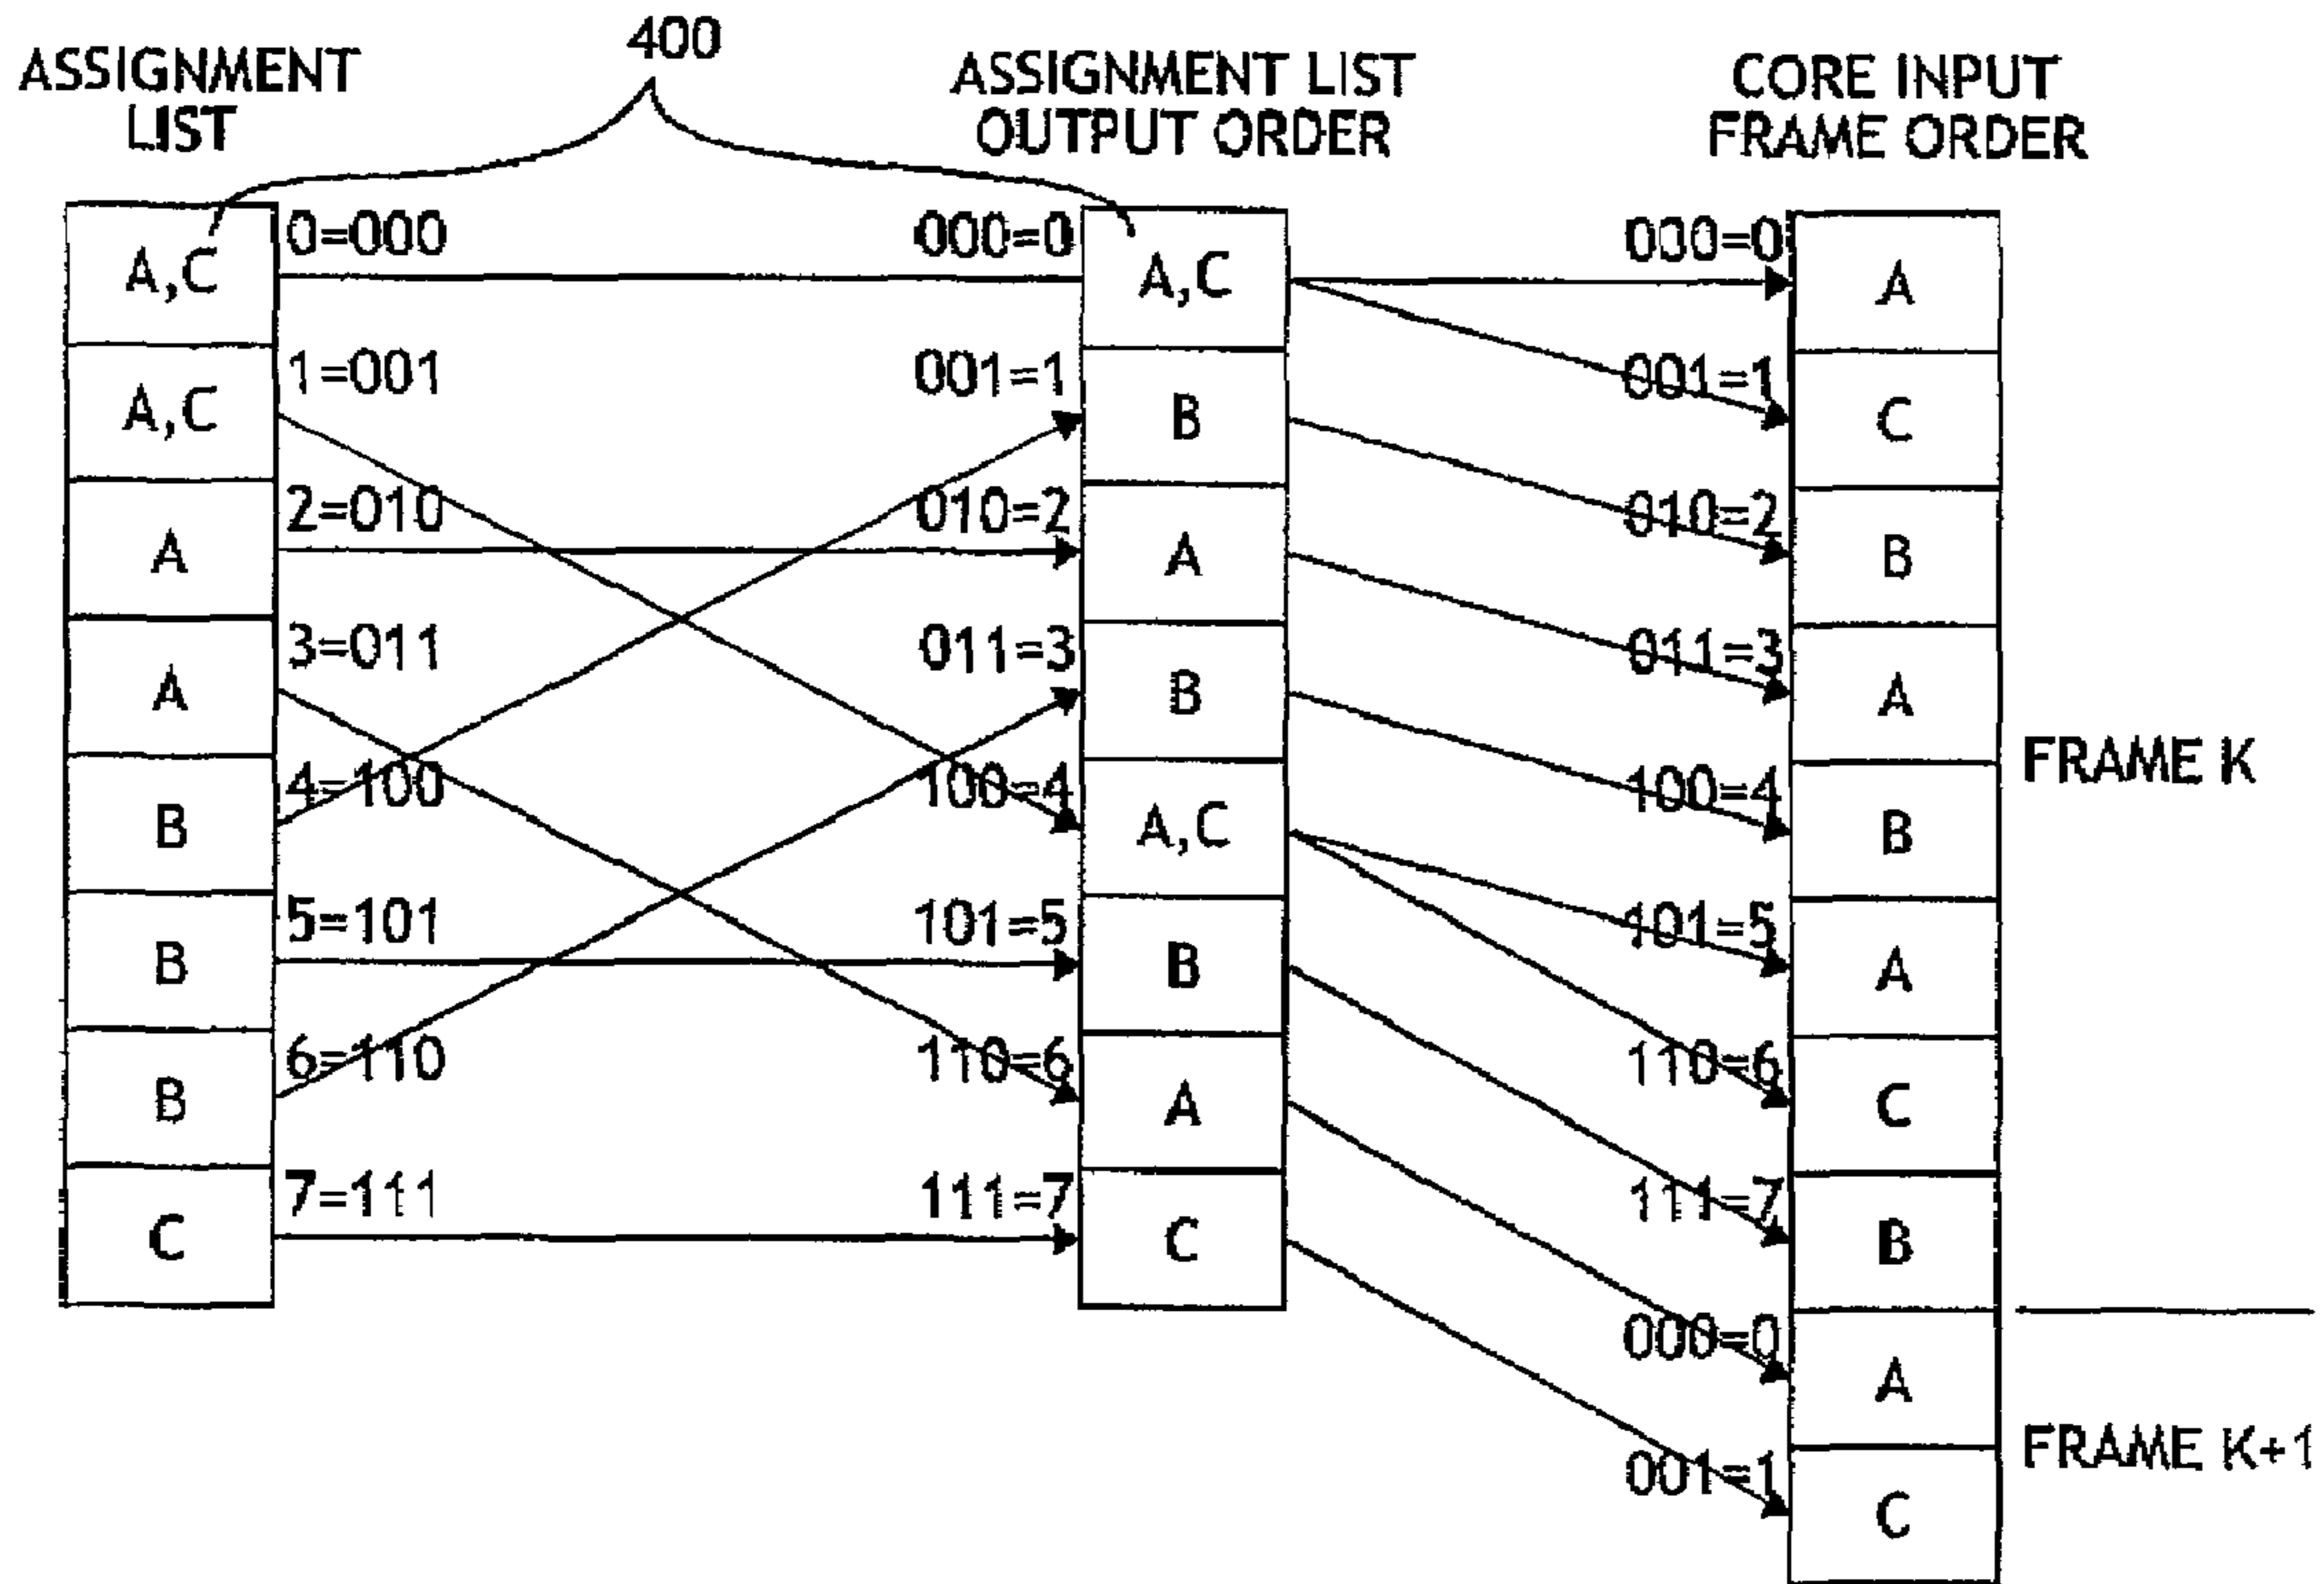 400
ASSIGNMENT
LIST
ASSIGNMENT LIST
OUTPUT ORDER
CORE INPUT
FRAME ORDER
A,C
0=000
000=0
A,C
000=0
A
A,C
1=001
001=1
B
001=1
C
A
2=010
010=2
A
010=2
B
A
3=011
011=3
B
011=3
A
FRAME K
B
4=100
100=4
A,C
100=4
B
B
5=101
101=5
B
101=5
A
B
6=110
110=6
A
110=6
C
C
7=111
111=7
C
111=7
B
000=0
A
FRAME K+1
001=1
C